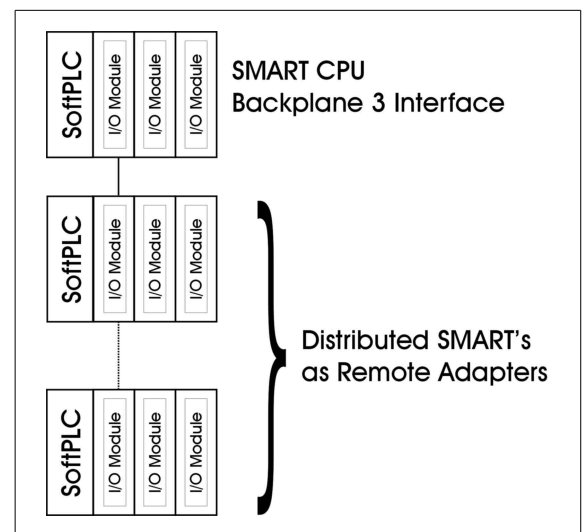 SoftPLC
I/O Module
I/O Module
I/O Module
SMART CPU
Backplane 3 Interface
SoftPLC
I/O Module
I/O Module
I/O Module
Distributed SMART's
as Remote Adapters
SoftPLC
I/O Module
I/O Module
I/O Module